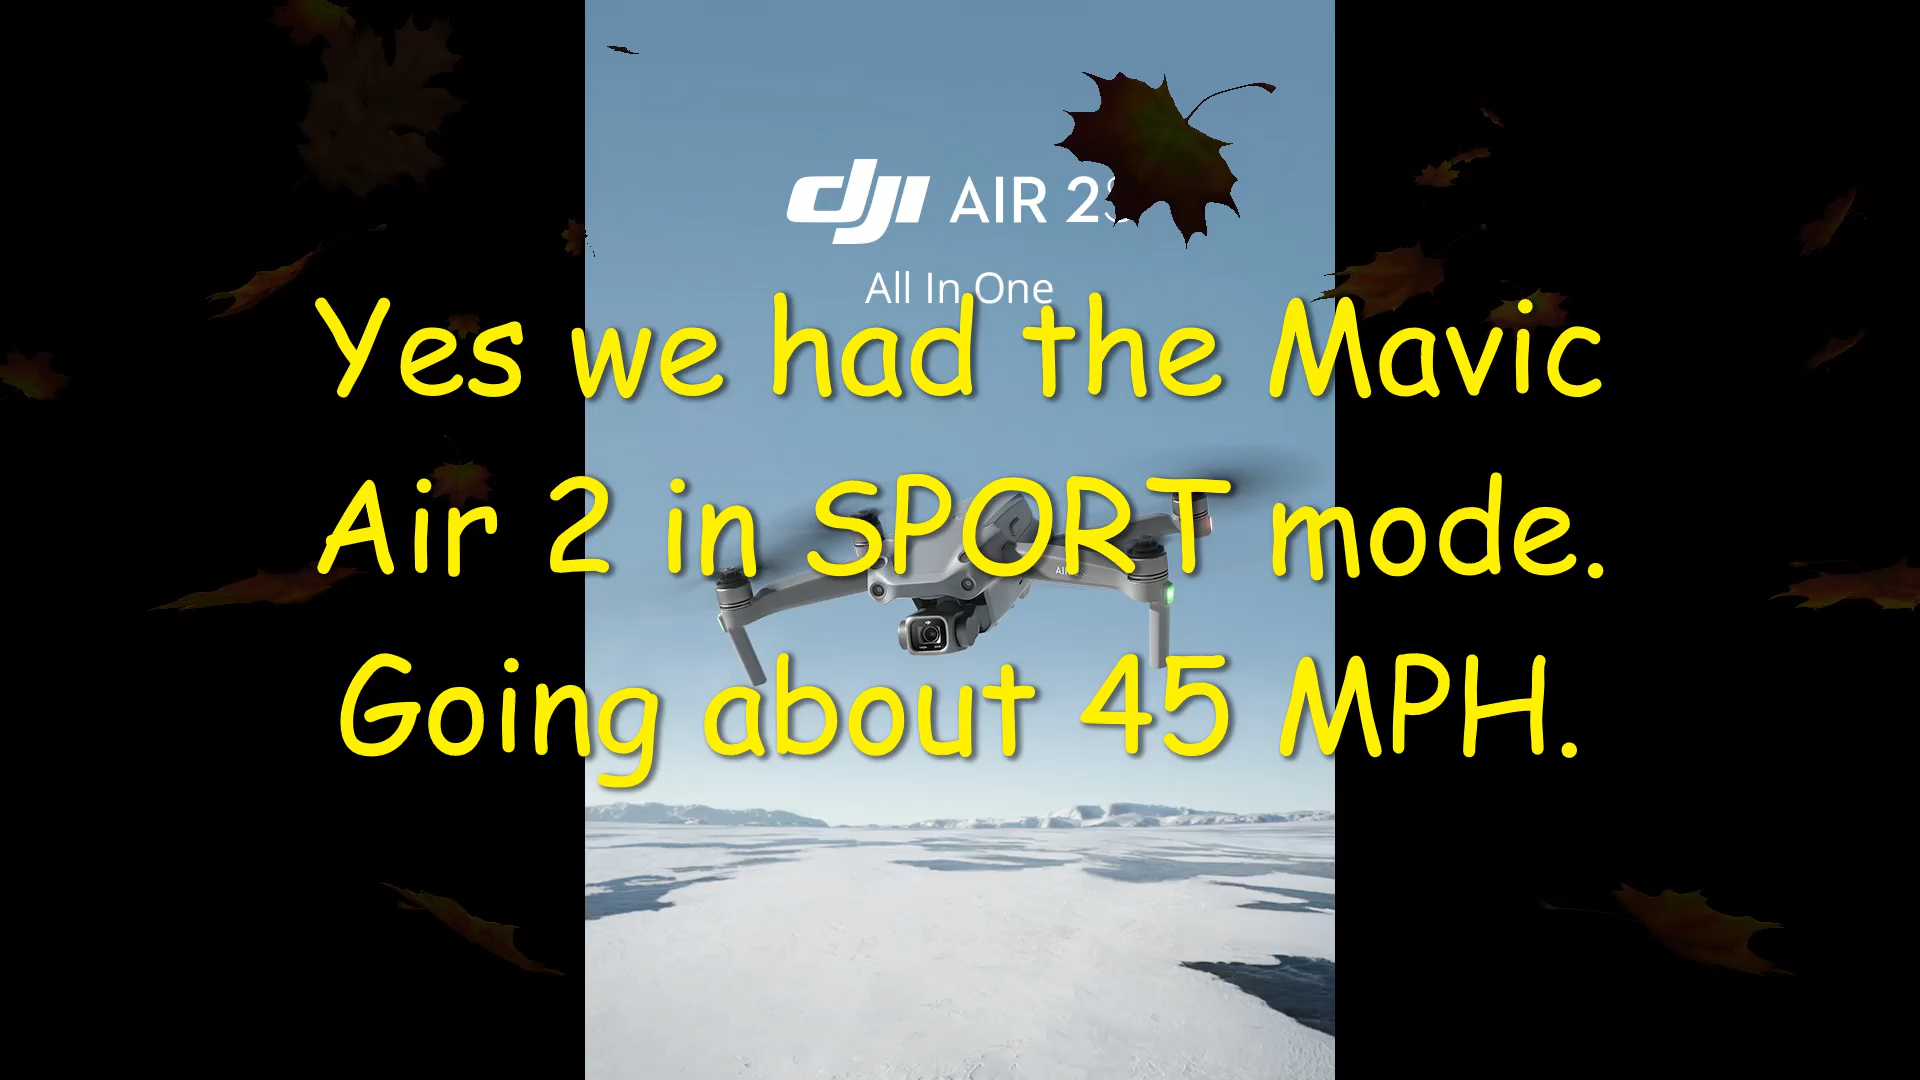 dji AIR 2S
All In One
Yes we had the Mavic
Air 2 in SPORT mode.
Going about 45 MPH.